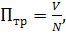 Птр = V/N,